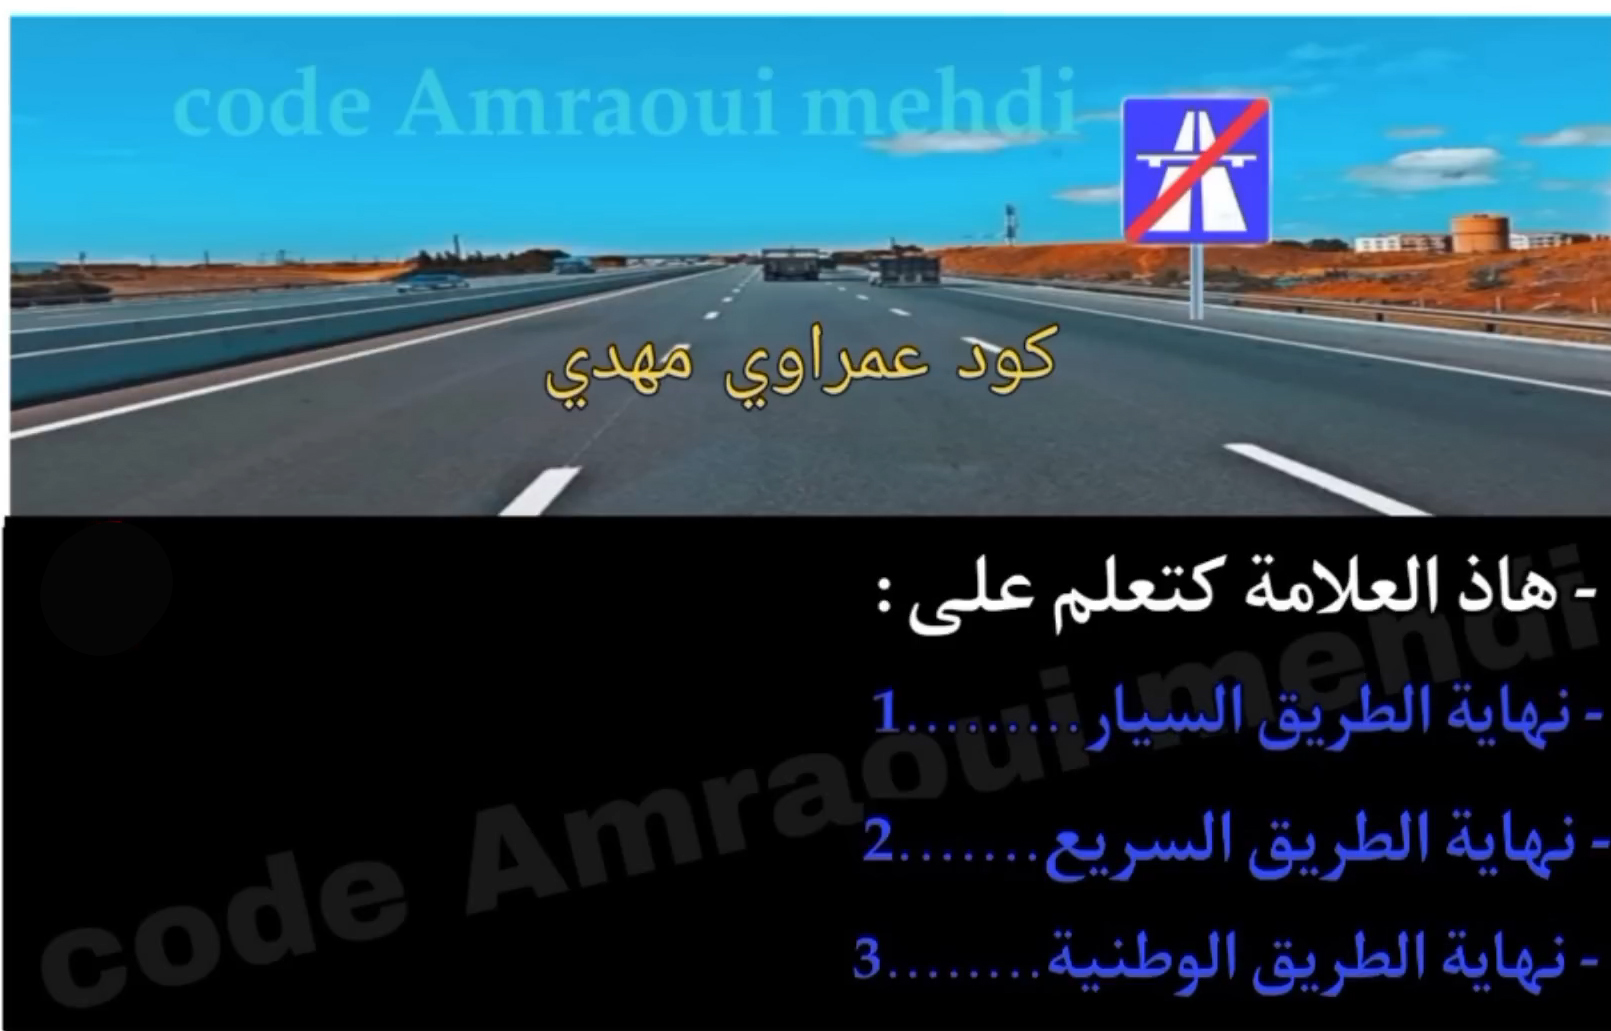 code Amraoui mehdi
كود عمراوي مهدي
- هاذ العلامة كتعلم على :
- نهاية الطريق السيار.........1
- نهاية الطريق السريع.......2
- نهاية الطريق الوطنية........3
code Amraoui mehdi